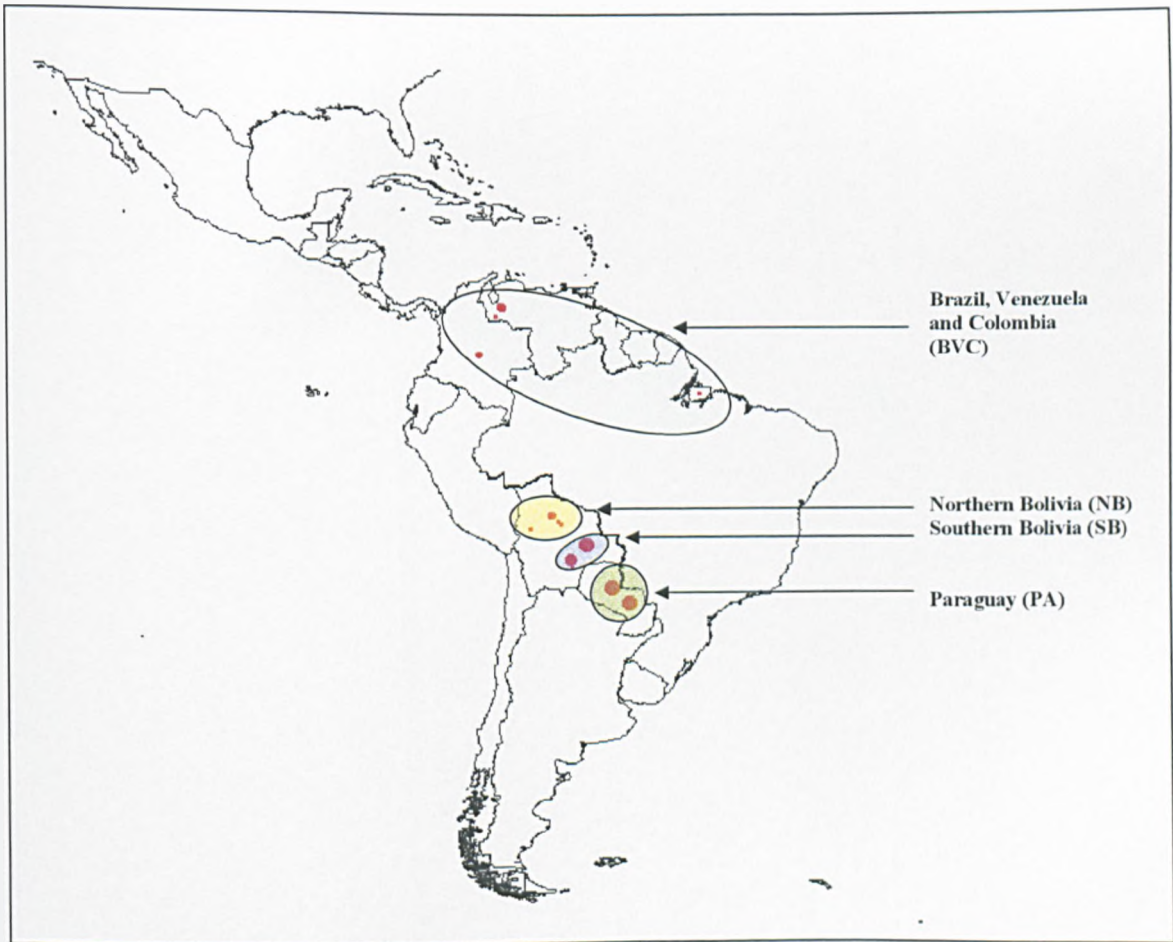 Brazil, Venezuela
and Colombia
(BVC)
Northern Bolivia (NB)
Southern Bolivia (SB)
Paraguay (PA)